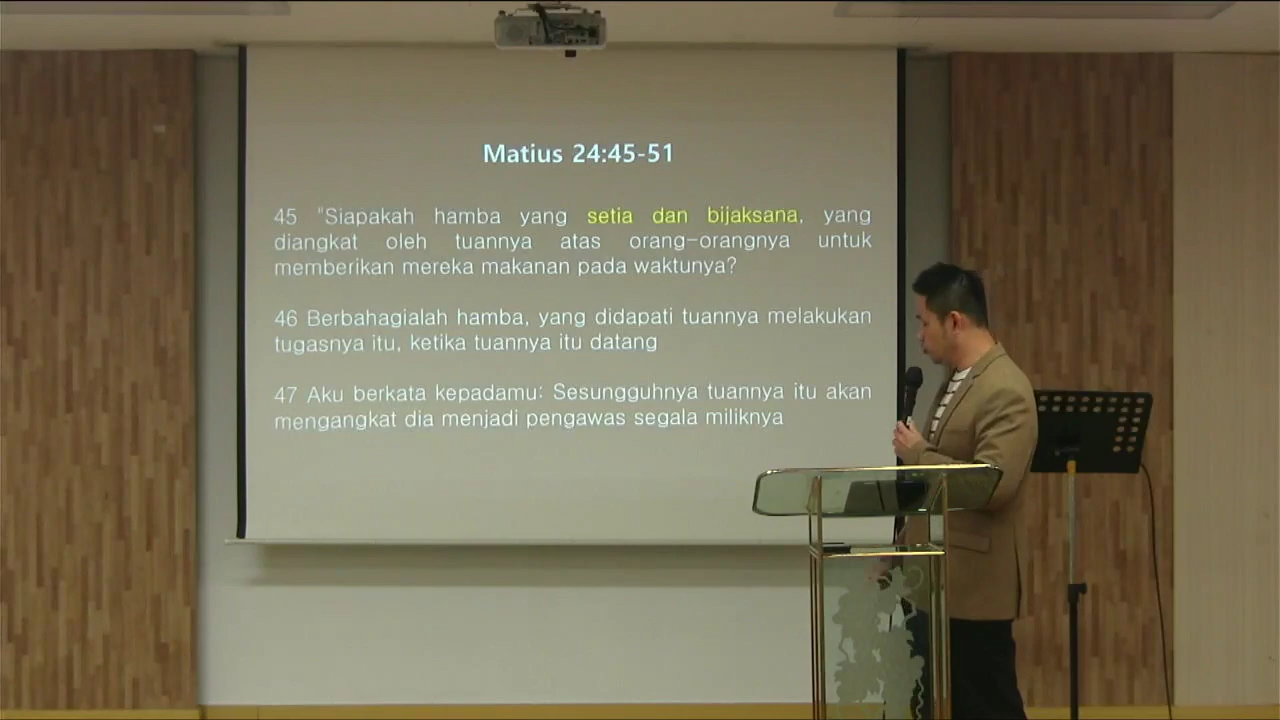 Matius 24:45-51
45 "Siapakah hamba yang setia dan bijaksana, yang
diangkat oleh tuannya atas orang-orangnya untuk
memberikan mereka makanan pada waktunya?
46 Berbahagialah hamba, yang didapati tuannya melakukan
tugasnya itu, ketika tuannya itu datang
47 Aku berkata kepadamu: Sesungguhnya tuannya itu akan
mengangkat dia menjadi pengawas segala miliknya